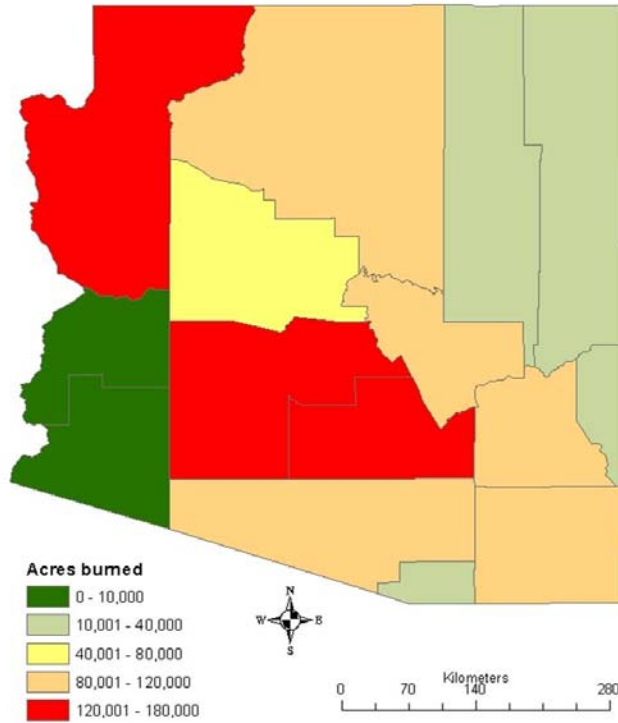 Acres burned
0 - 10,000
10,001 - 40,000
40,001 - 80,000
80,001 - 120,000
120,001 - 180,000
N
W E
S
Kilometers
0 70 140 280